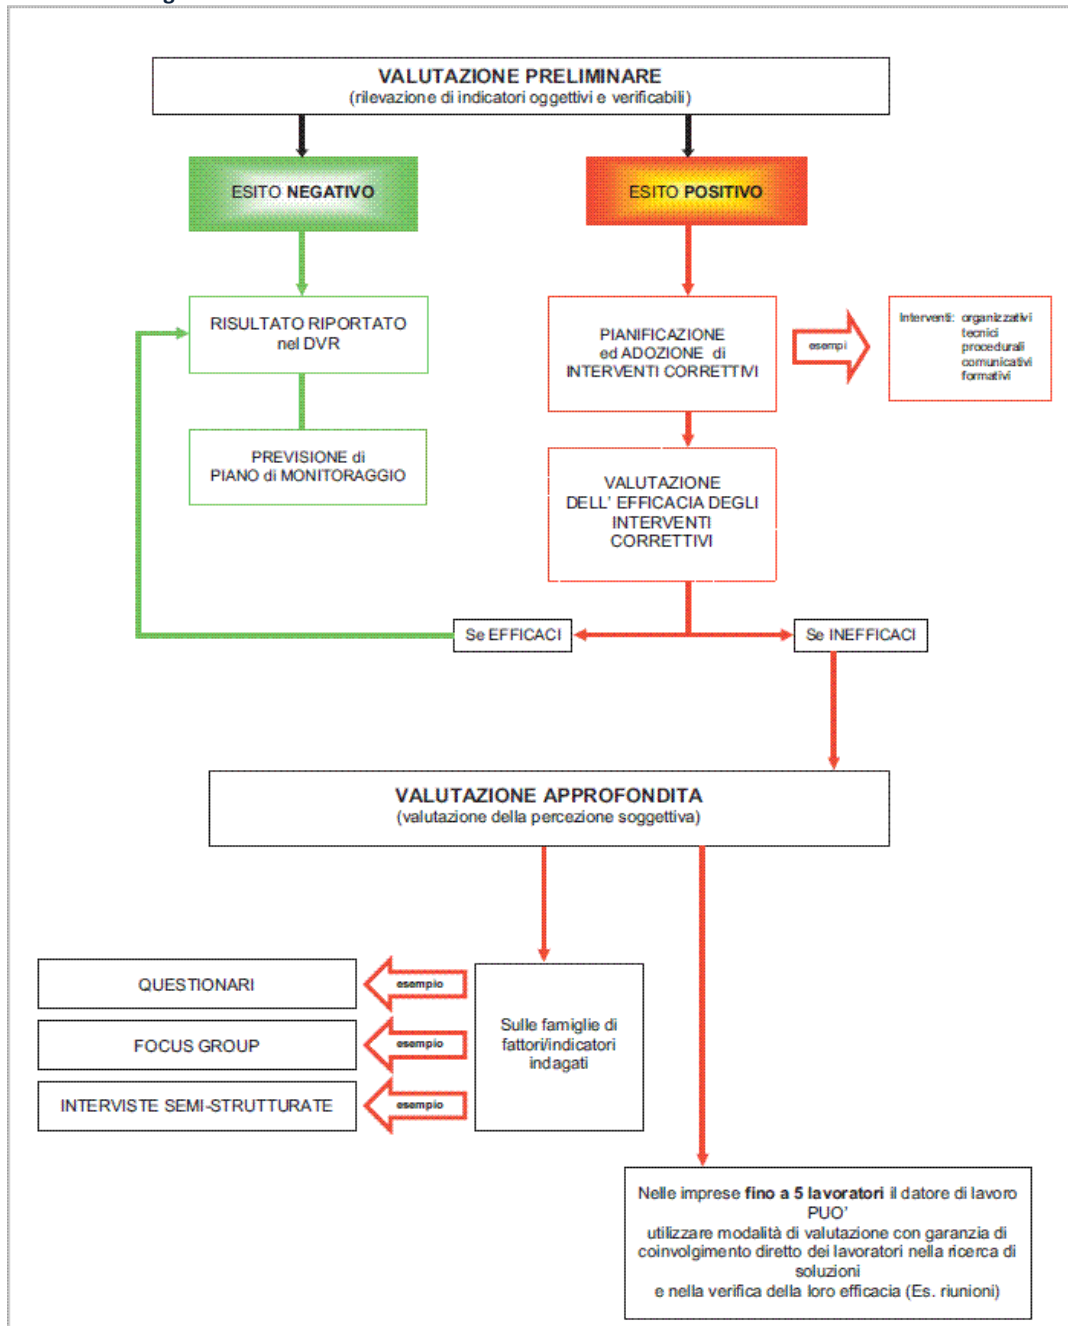 VALUTAZIONE PRELIMINARE
(rilevazione di indicatori oggettivi e verificabili)
ESITO NEGATIVO
ESITO POSITIVO
RISULTATO RIPORTATO
nel DVR
PIANIFICAZIONE
ed ADOZIONE di
INTERVENTI CORRETTIVI
esempi
Interventi: organizzativi
tecnici
procedurali
comunicativi
formativi
PREVISIONE di
PIANO di MONITORAGGIO
VALUTAZIONE
DELL' EFFICACIA DEGLI
INTERVENTI
CORRETTIVI
Se EFFICACI
Se INEFFICACI
VALUTAZIONE APPROFONDITA
(valutazione della percezione soggettiva)
QUESTIONARI
esempio
FOCUS GROUP
esempio
INTERVISTE SEMI-STRUTTURATE
esempio
Sulle famiglie di
fattori/indicatori
indagati
Nelle imprese fino a 5 lavoratori il datore di lavoro
PUO'
utilizzare modalità di valutazione con garanzia di
coinvolgimento diretto dei lavoratori nella ricerca di
soluzioni
e nella verifica della loro efficacia (Es. riunioni)